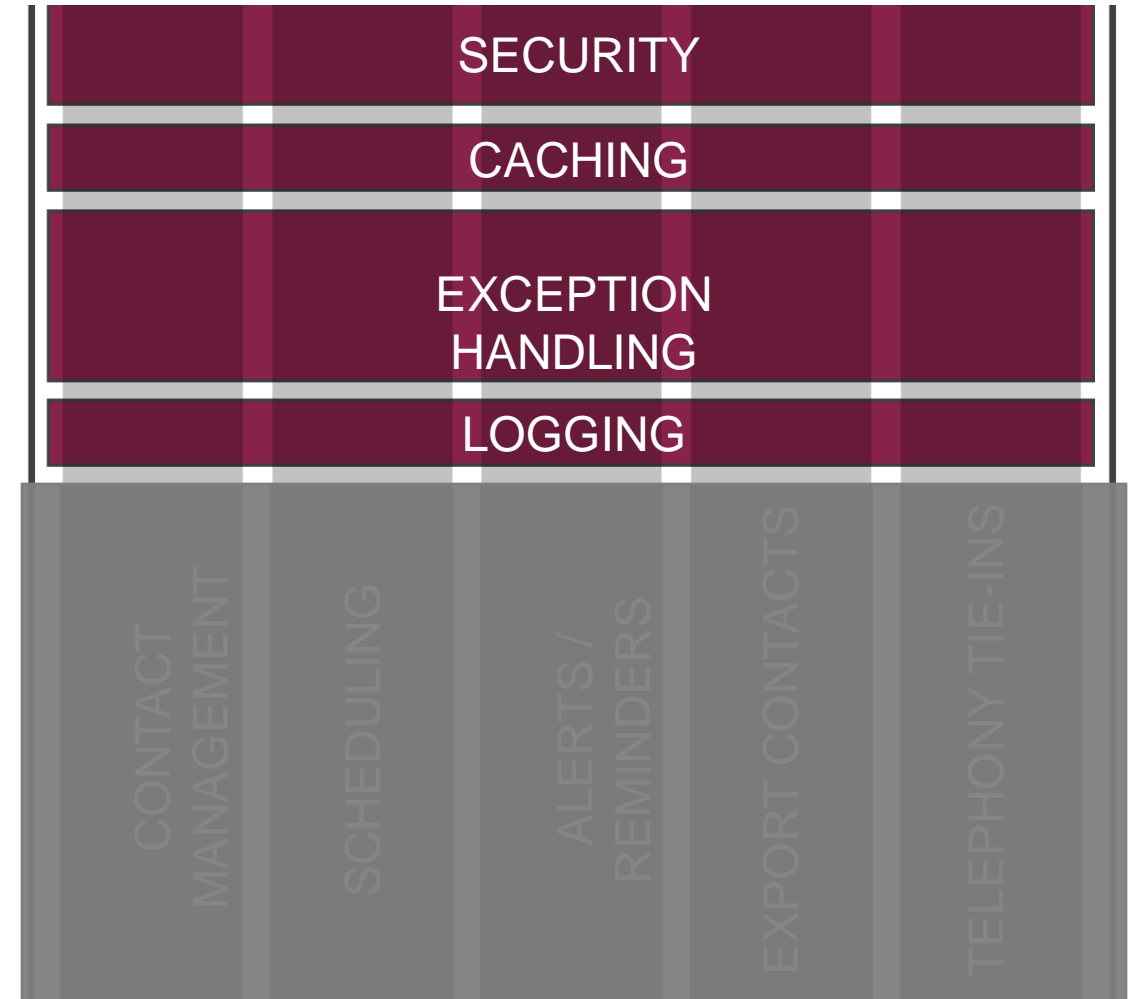 SECURITY
CACHING
EXCEPTION
HANDLING
LOGGING
CONTACT
MANAGEMENT
SCHEDULING
ALERTS /
REMINDERS
EXPORT CONTACTS
TELEPHONY TIE-INS